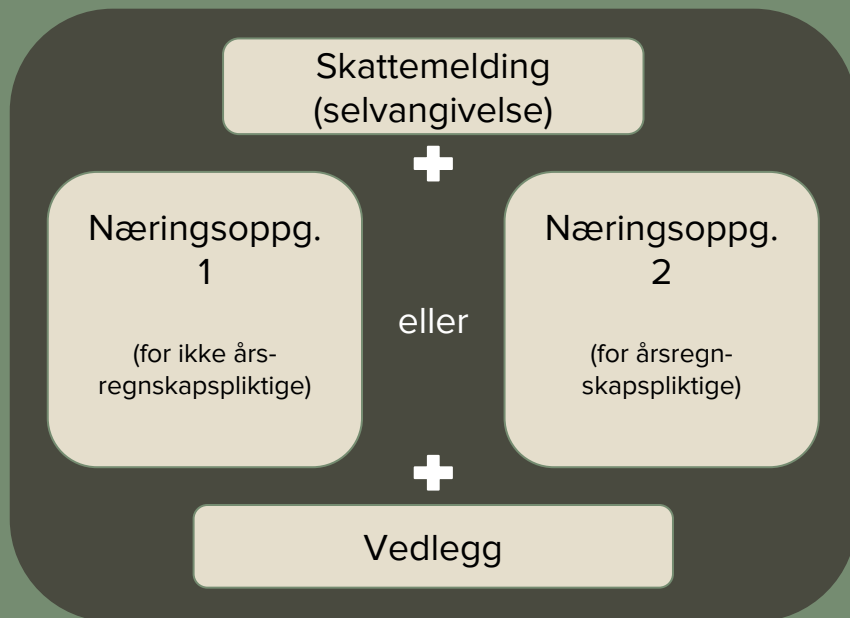 Skattemelding
(selvangivelse)
Næringsoppg.
1
(for ikke års-
regnskapspliktige)
eller
Næringsoppg.
2
(for årsregn-
skapspliktige)
Vedlegg